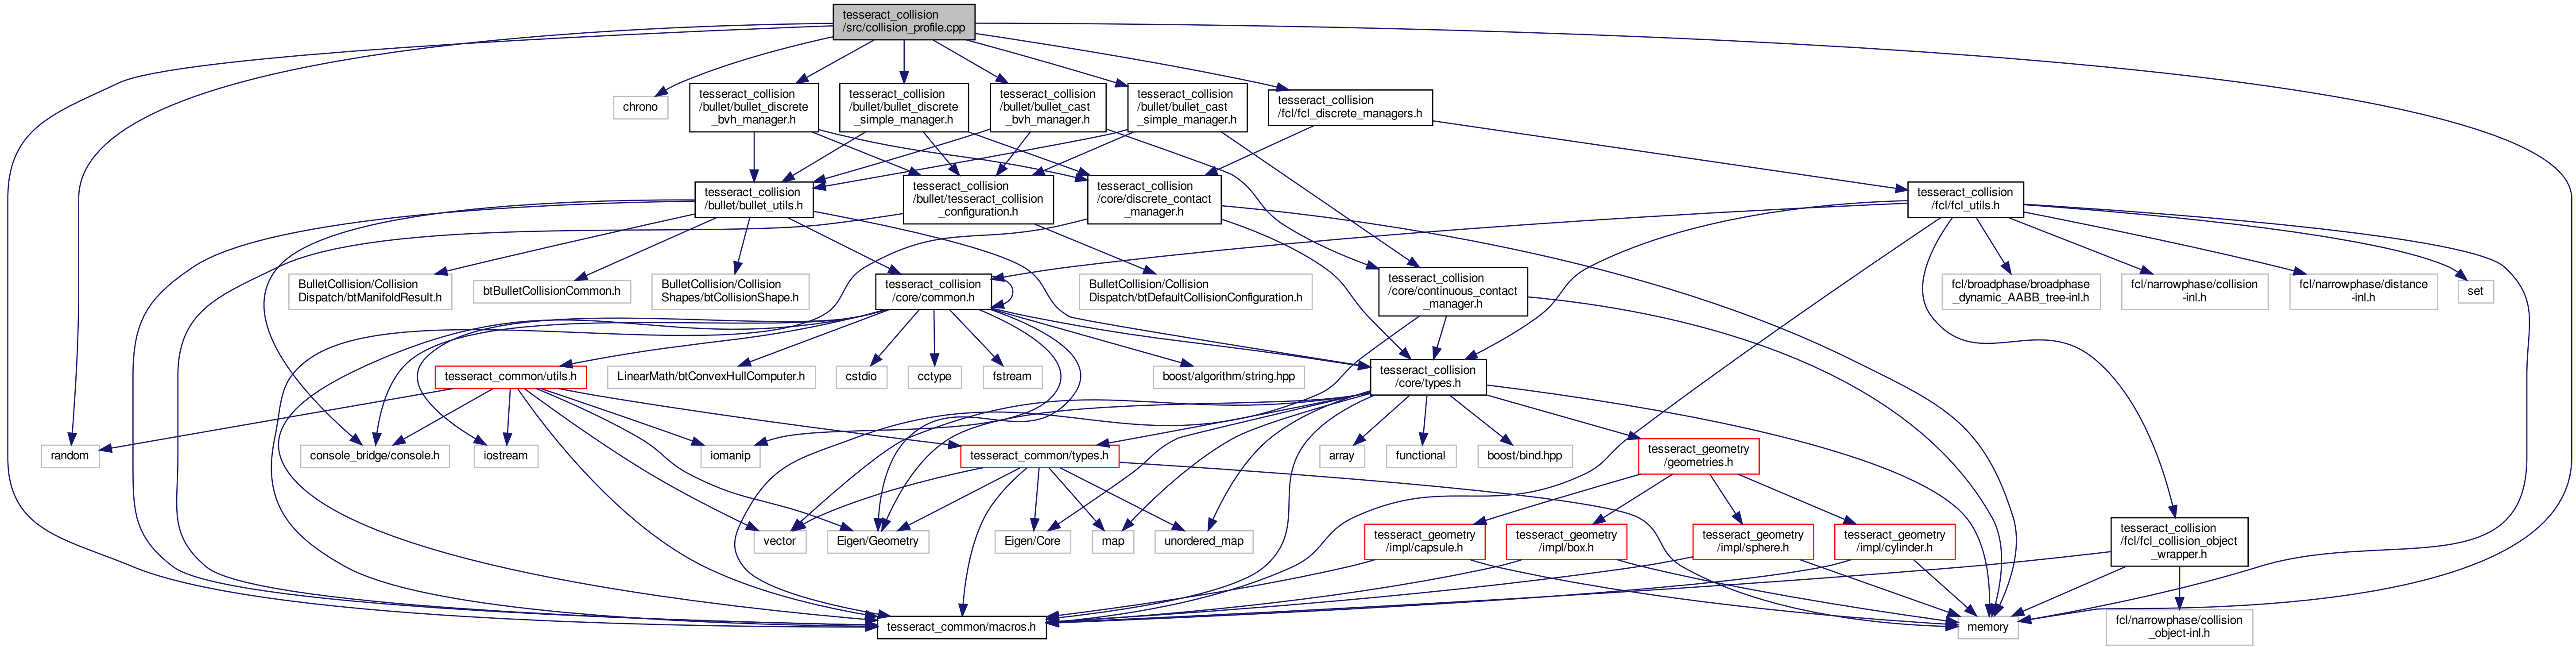 tesseract_collision
/src/collision_profile.cpp
chrono
tesseract_collision
/bullet/bullet_discrete
_bvh_manager.h
tesseract_collision
/bullet/bullet_discrete
_simple_manager.h
tesseract_collision
/bullet/bullet_cast
_bvh_manager.h
tesseract_collision
/bullet/bullet_cast
_simple_manager.h
tesseract_collision
/fcl/fcl_discrete_managers.h
tesseract_collision
/bullet/bullet_utils.h
tesseract_collision
/bullet/tesseract_collision
_configuration.h
tesseract_collision
/core/discrete_contact
_manager.h
tesseract_collision
/fcl/fcl_utils.h
BulletCollision/Collision
Dispatch/btManifoldResult.h
btBulletCollisionCommon.h
BulletCollision/Collision
Shapes/btCollisionShape.h
tesseract_collision
/core/common.h
BulletCollision/Collision
Dispatch/btDefaultCollisionConfiguration.h
tesseract_collision
/core/continuous_contact
_manager.h
fcl/broadphase/broadphase
_dynamic_AABB_tree-inl.h
fcl/narrowphase/collision
-inl.h
fcl/narrowphase/distance
-inl.h
set
tesseract_common/utils.h
LinearMath/btConvexHullComputer.h
cstdio
cctype
fstream
boost/algorithm/string.hpp
tesseract_collision
/core/types.h
random
console_bridge/console.h
iostream
iomanip
tesseract_common/types.h
array
functional
boost/bind.hpp
tesseract_geometry
/geometries.h
vector
Eigen/Geometry
Eigen/Core
map
unordered_map
tesseract_geometry
/impl/capsule.h
tesseract_geometry
/impl/box.h
tesseract_geometry
/impl/sphere.h
tesseract_geometry
/impl/cylinder.h
tesseract_collision
/fcl/fcl_collision_object
_wrapper.h
tesseract_common/macros.h
memory
fcl/narrowphase/collision
_object-inl.h